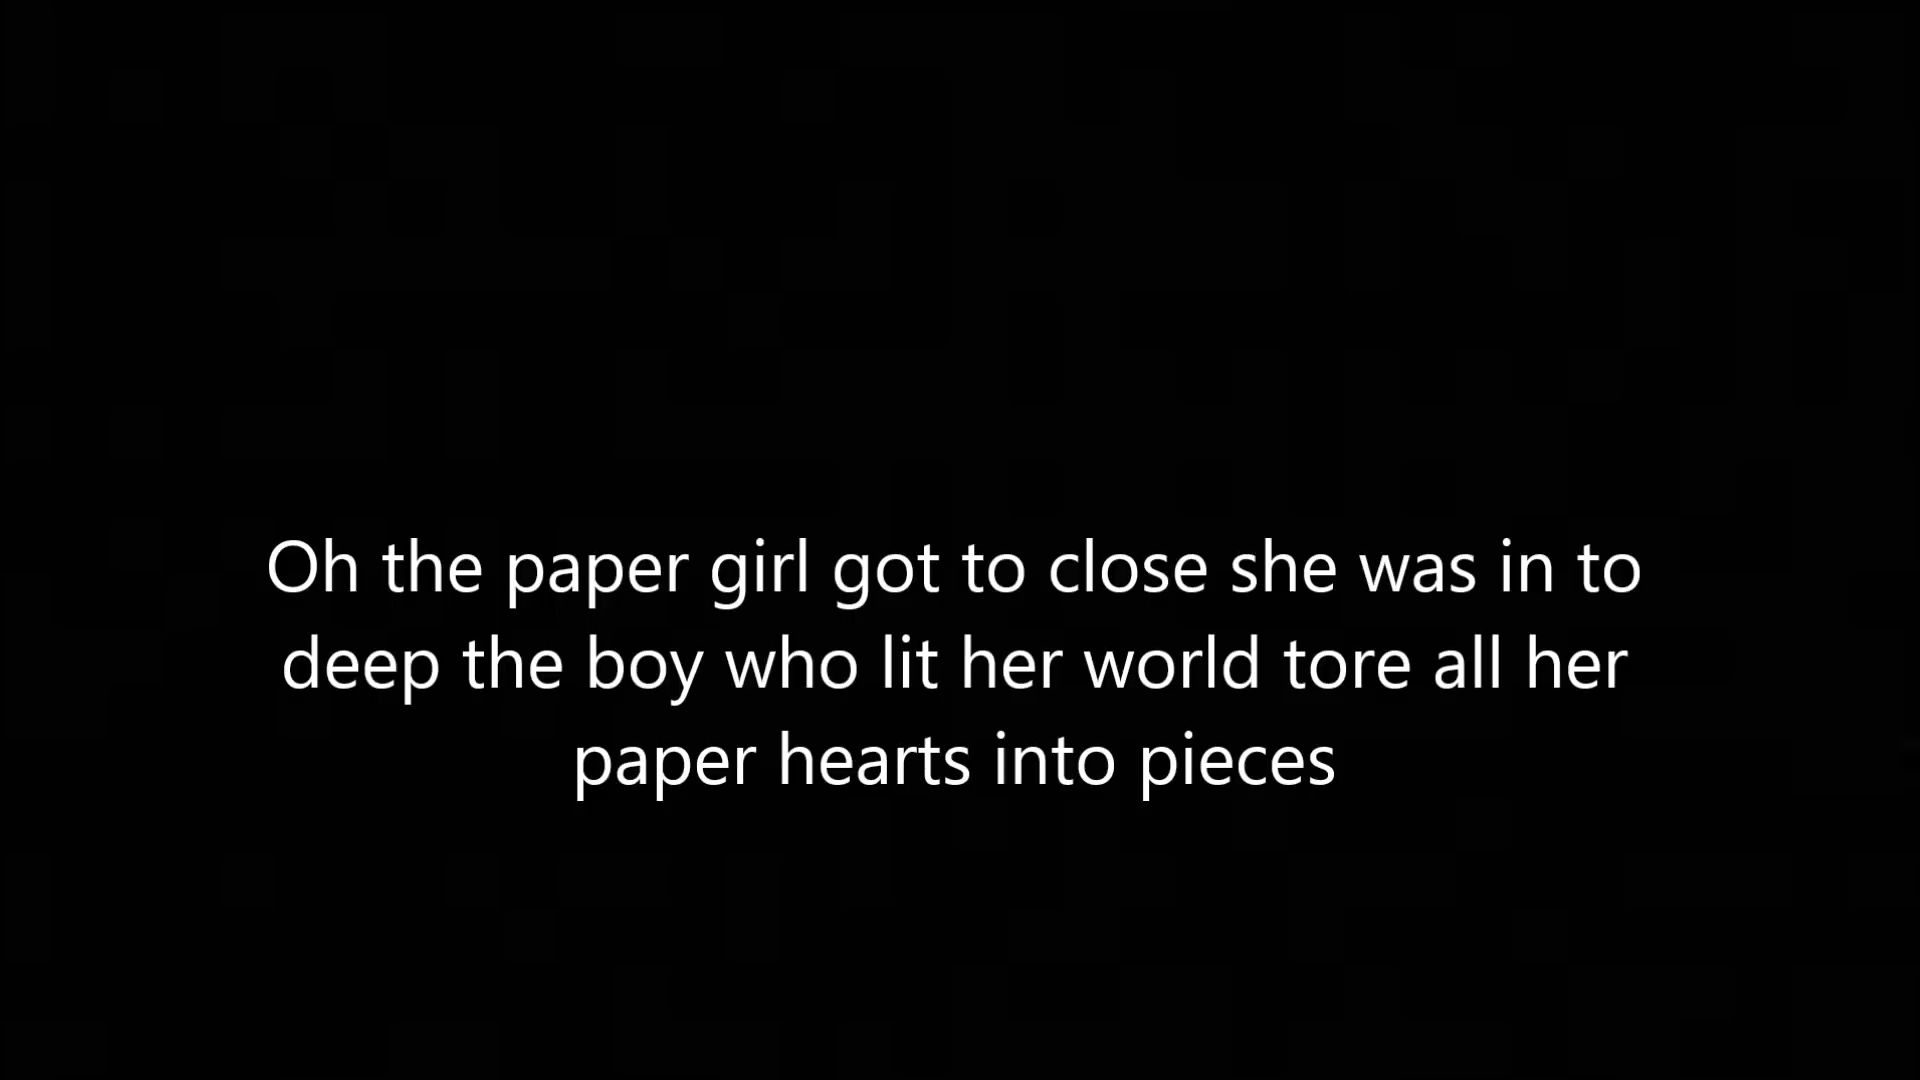 Oh the paper girl got to close she was in to
deep the boy who lit her world tore all her
paper hearts into pieces